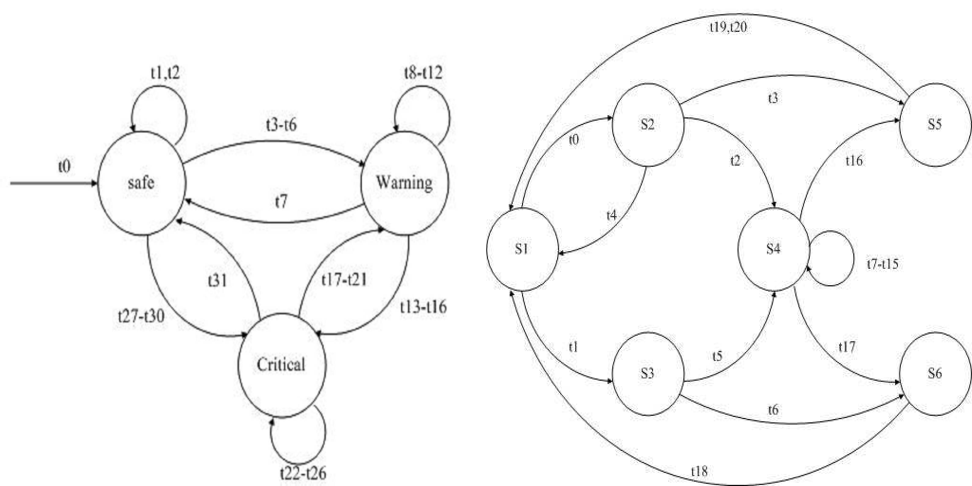 t1,t2
t8-t12
t3-t6
t0
safe
Warning
t7
t31
t17-t21
t27-t30
t13-t16
Critical
t22-t26
t19,t20
t3
S2
S5
t0
t2
t16
t4
S1
S4
t7-t15
t1
t5
t17
S3
S6
t6
t18